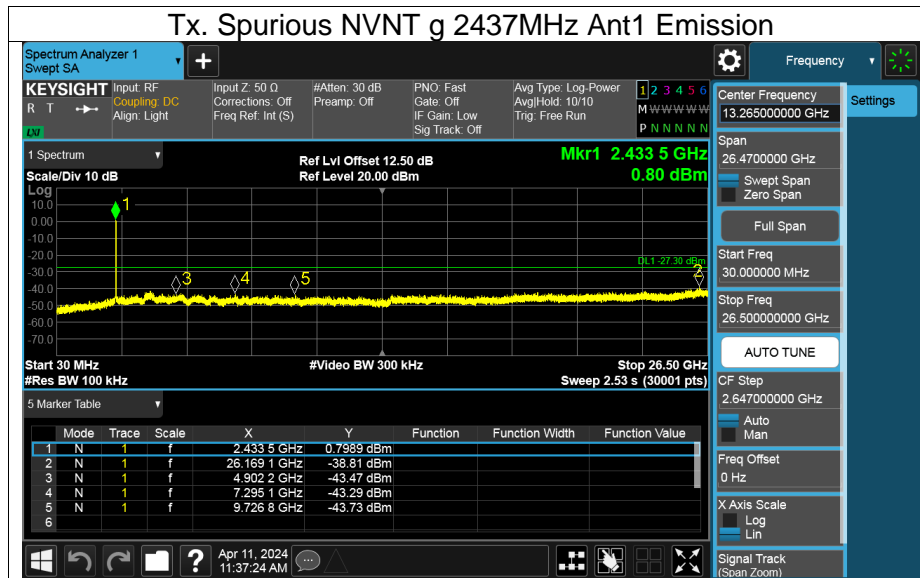 Tx. Spurious NVNT g 2437MHz Ant1 Emission
Spectrum Analyzer 1
Swept SA
+
Frequency
KEYSIGHT
R T
LXI
Input: RF
Coupling: DC
Align: Light
Input Z: 50 Ω
Corrections: Off
Freq Ref: Int (S)
#Atten: 30 dB
Preamp: Off
PNO: Fast
Gate: Off
IF Gain: Low
Sig Track: Off
Avg Type: Log-Power
Avg|Hold: 10/10
Trig: Free Run
1 2 3 4 5 6
M W W W W W
P N N N N N
Center Frequency
13.265000000 GHz
Settings
Span
26.4700000 GHz
Swept Span
Zero Span
Full Span
Start Freq
30.000000 MHz
Stop Freq
26.500000000 GHz
AUTO TUNE
CF Step
2.647000000 GHz
Auto
Man
Freq Offset
0 Hz
X Axis Scale
Log
Lin
Signal Track
(Span Zoom)
1 Spectrum
Scale/Div 10 dB
Ref Lvl Offset 12.50 dB
Ref Level 20.00 dBm
Mkr1 2.433 5 GHz
0.80 dBm
Log
10.0
0.00
-10.0
-20.0
-30.0
-40.0
-50.0
-60.0
-70.0
1
DL1 -27.30 dBm
2
3
4
5
Start 30 MHz
#Res BW 100 kHz
#Video BW 300 kHz
Stop 26.50 GHz
Sweep 2.53 s (30001 pts)
5 Marker Table
Mode Trace Scale X Y Function Function Width Function Value
1 N 1 f 2.433 5 GHz 0.7989 dBm
2 N 1 f 26.169 1 GHz -38.81 dBm
3 N 1 f 4.902 2 GHz -43.47 dBm
4 N 1 f 7.295 1 GHz -43.29 dBm
5 N 1 f 9.726 8 GHz -43.73 dBm
6
?
Apr 11, 2024
11:37:24 AM